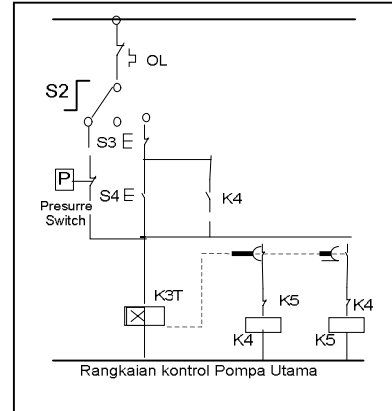 OL
S2
S3
P
Presurre
Switch
S4
K4
K3T
K5
K4
K4
K5
Rangkaian kontrol Pompa Utama